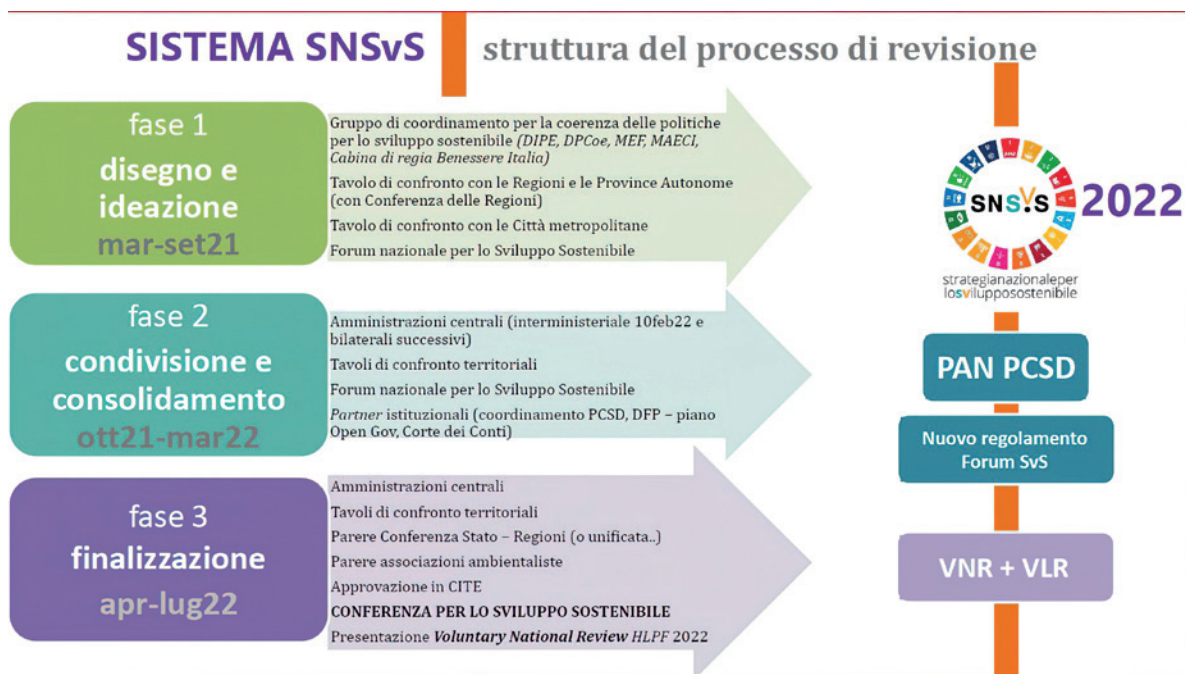 SISTEMA SNSvS
struttura del processo di revisione
fase 1
disegno e
ideazione
mar-set21
Gruppo di coordinamento per la coerenza delle politiche
per lo sviluppo sostenibile (DIPE, DPCoe, MEF, MAECI,
Cabina di regia Benessere Italia)
Tavolo di confronto con le Regioni e le Province Autonome
(con Conferenza delle Regioni)
Tavolo di confronto con le Città metropolitane
Forum nazionale per lo Sviluppo Sostenibile
SNSvS
2022
strategianazionaleper
losvilupposostenibile
fase 2
condivisione e
consolidamento
ott21-mar22
Amministrazioni centrali (interministeriale 10feb22 e
bilaterali successivi)
Tavoli di confronto territoriali
Forum nazionale per lo Sviluppo Sostenibile
Partner istituzionali (coordinamento PCSD, DFP – piano
Open Gov, Corte dei Conti)
PAN PCSD
Nuovo regolamento
Forum SvS
fase 3
finalizzazione
apr-lug22
Amministrazioni centrali
Tavoli di confronto territoriali
Parere Conferenza Stato – Regioni (o unificata..)
Parere associazioni ambientaliste
Approvazione in CITE
CONFERENZA PER LO SVILUPPO SOSTENIBILE
Presentazione Voluntary National Review HLPF 2022
VNR + VLR